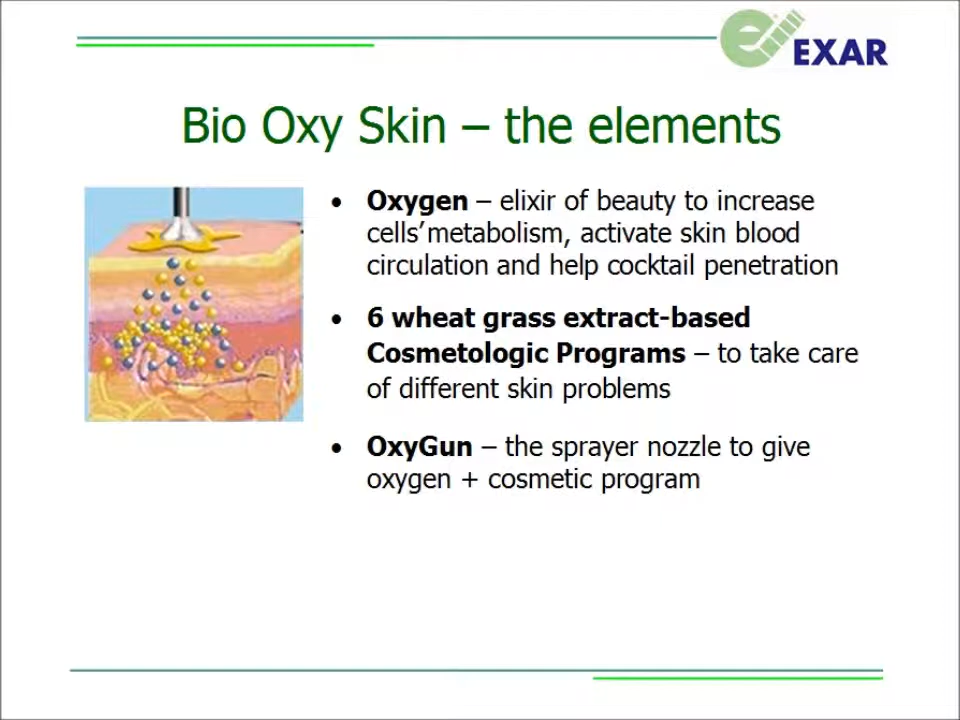 EXAR
Bio Oxy Skin – the elements
• Oxygen – elixir of beauty to increase
cells’ metabolism, activate skin blood
circulation and help cocktail penetration
• 6 wheat grass extract-based
Cosmetologic Programs – to take care
of different skin problems
• OxyGun – the sprayer nozzle to give
oxygen + cosmetic program